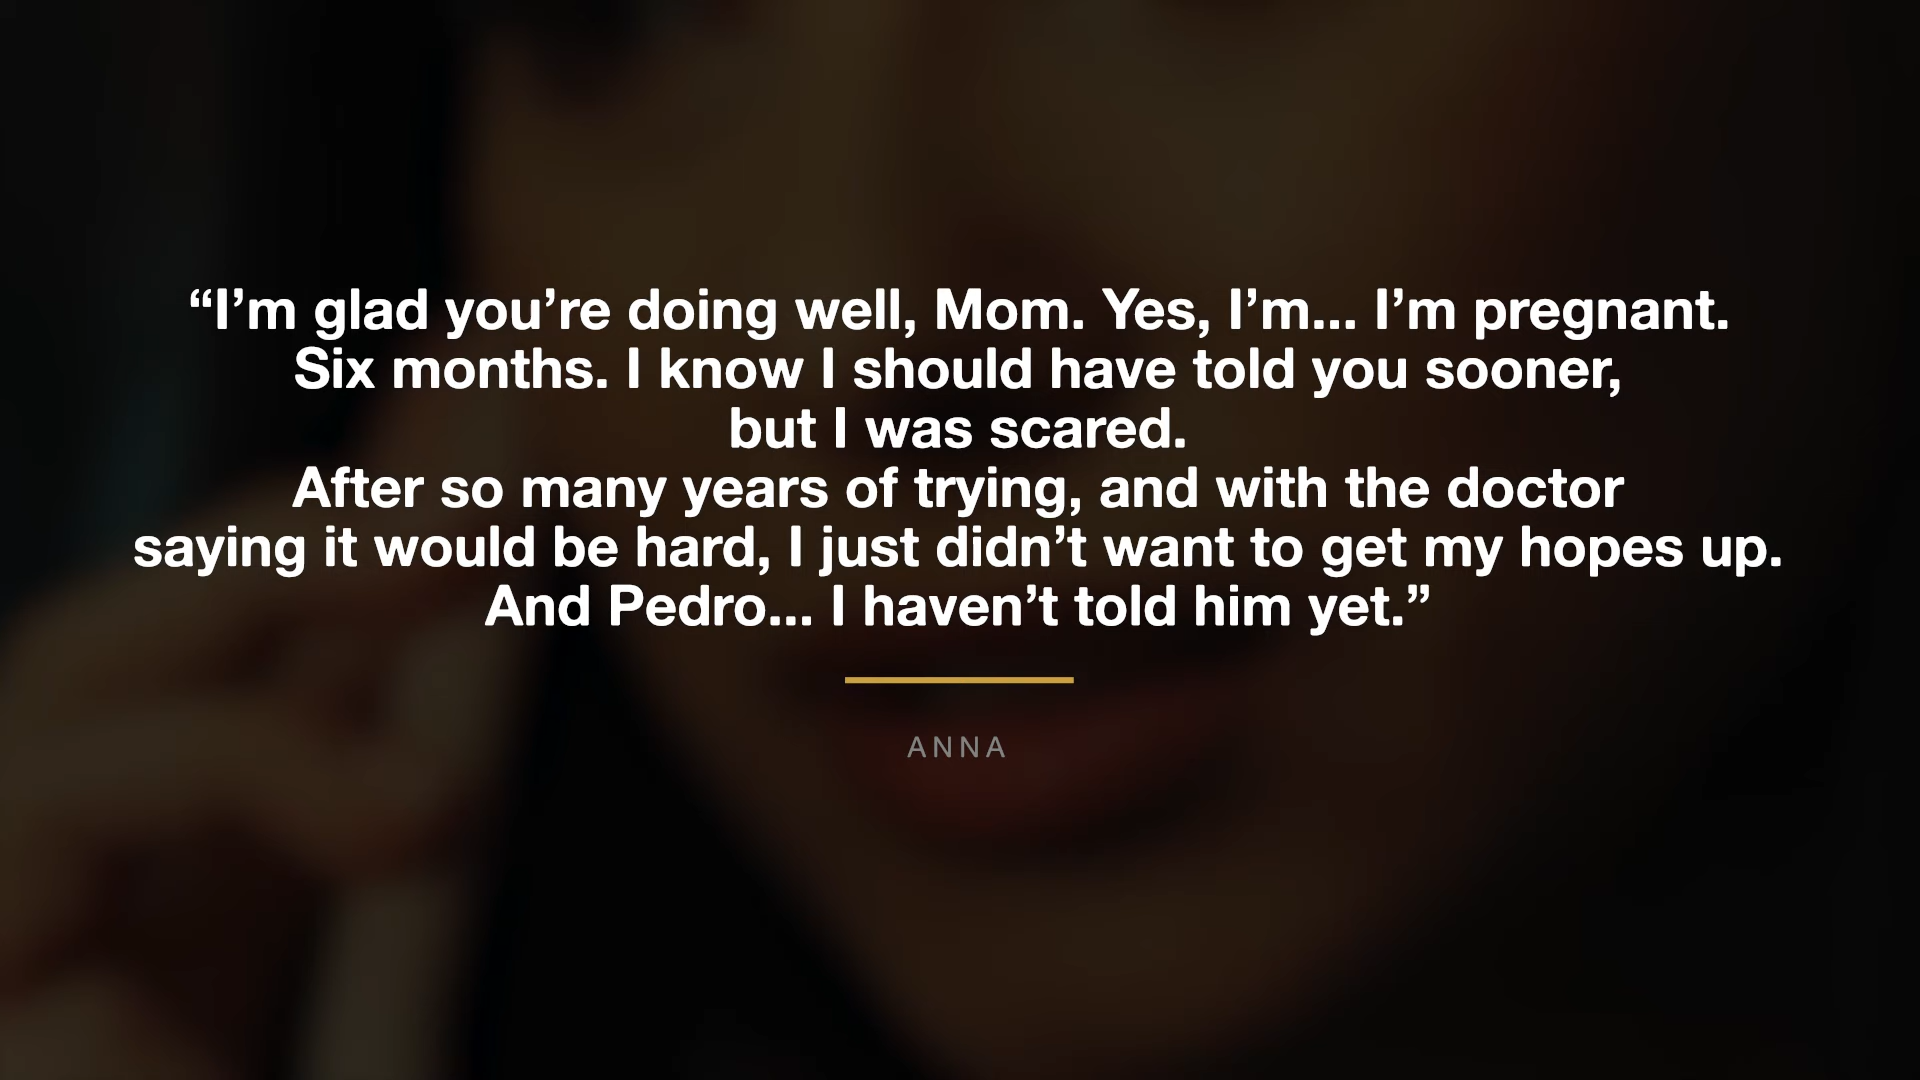 “I’m glad you’re doing well, Mom. Yes, I’m... I’m pregnant.
Six months. I know I should have told you sooner,
but I was scared.
After so many years of trying, and with the doctor
saying it would be hard, I just didn’t want to get my hopes up.
And Pedro... I haven’t told him yet.”
ANNA